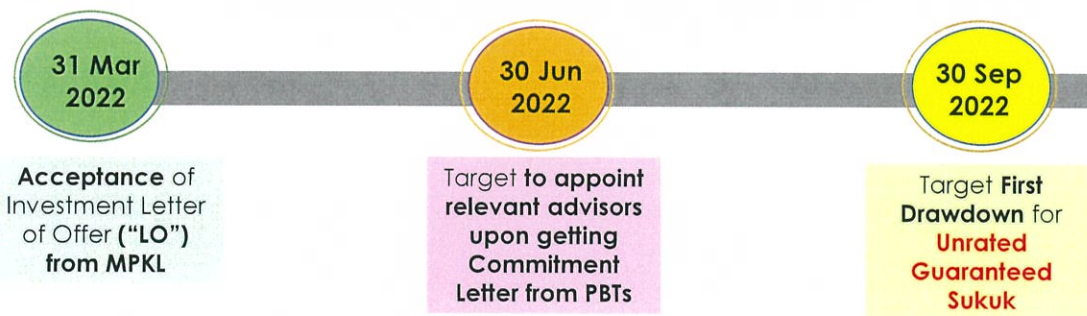 31 Mar
2022
30 Jun
2022
30 Sep
2022
Acceptance of
Investment Letter
of Offer (“LO”)
from MPKL
Target to appoint
relevant advisors
upon getting
Commitment
Letter from PBTs
Target First
Drawdown for
Unrated
Guaranteed
Sukuk